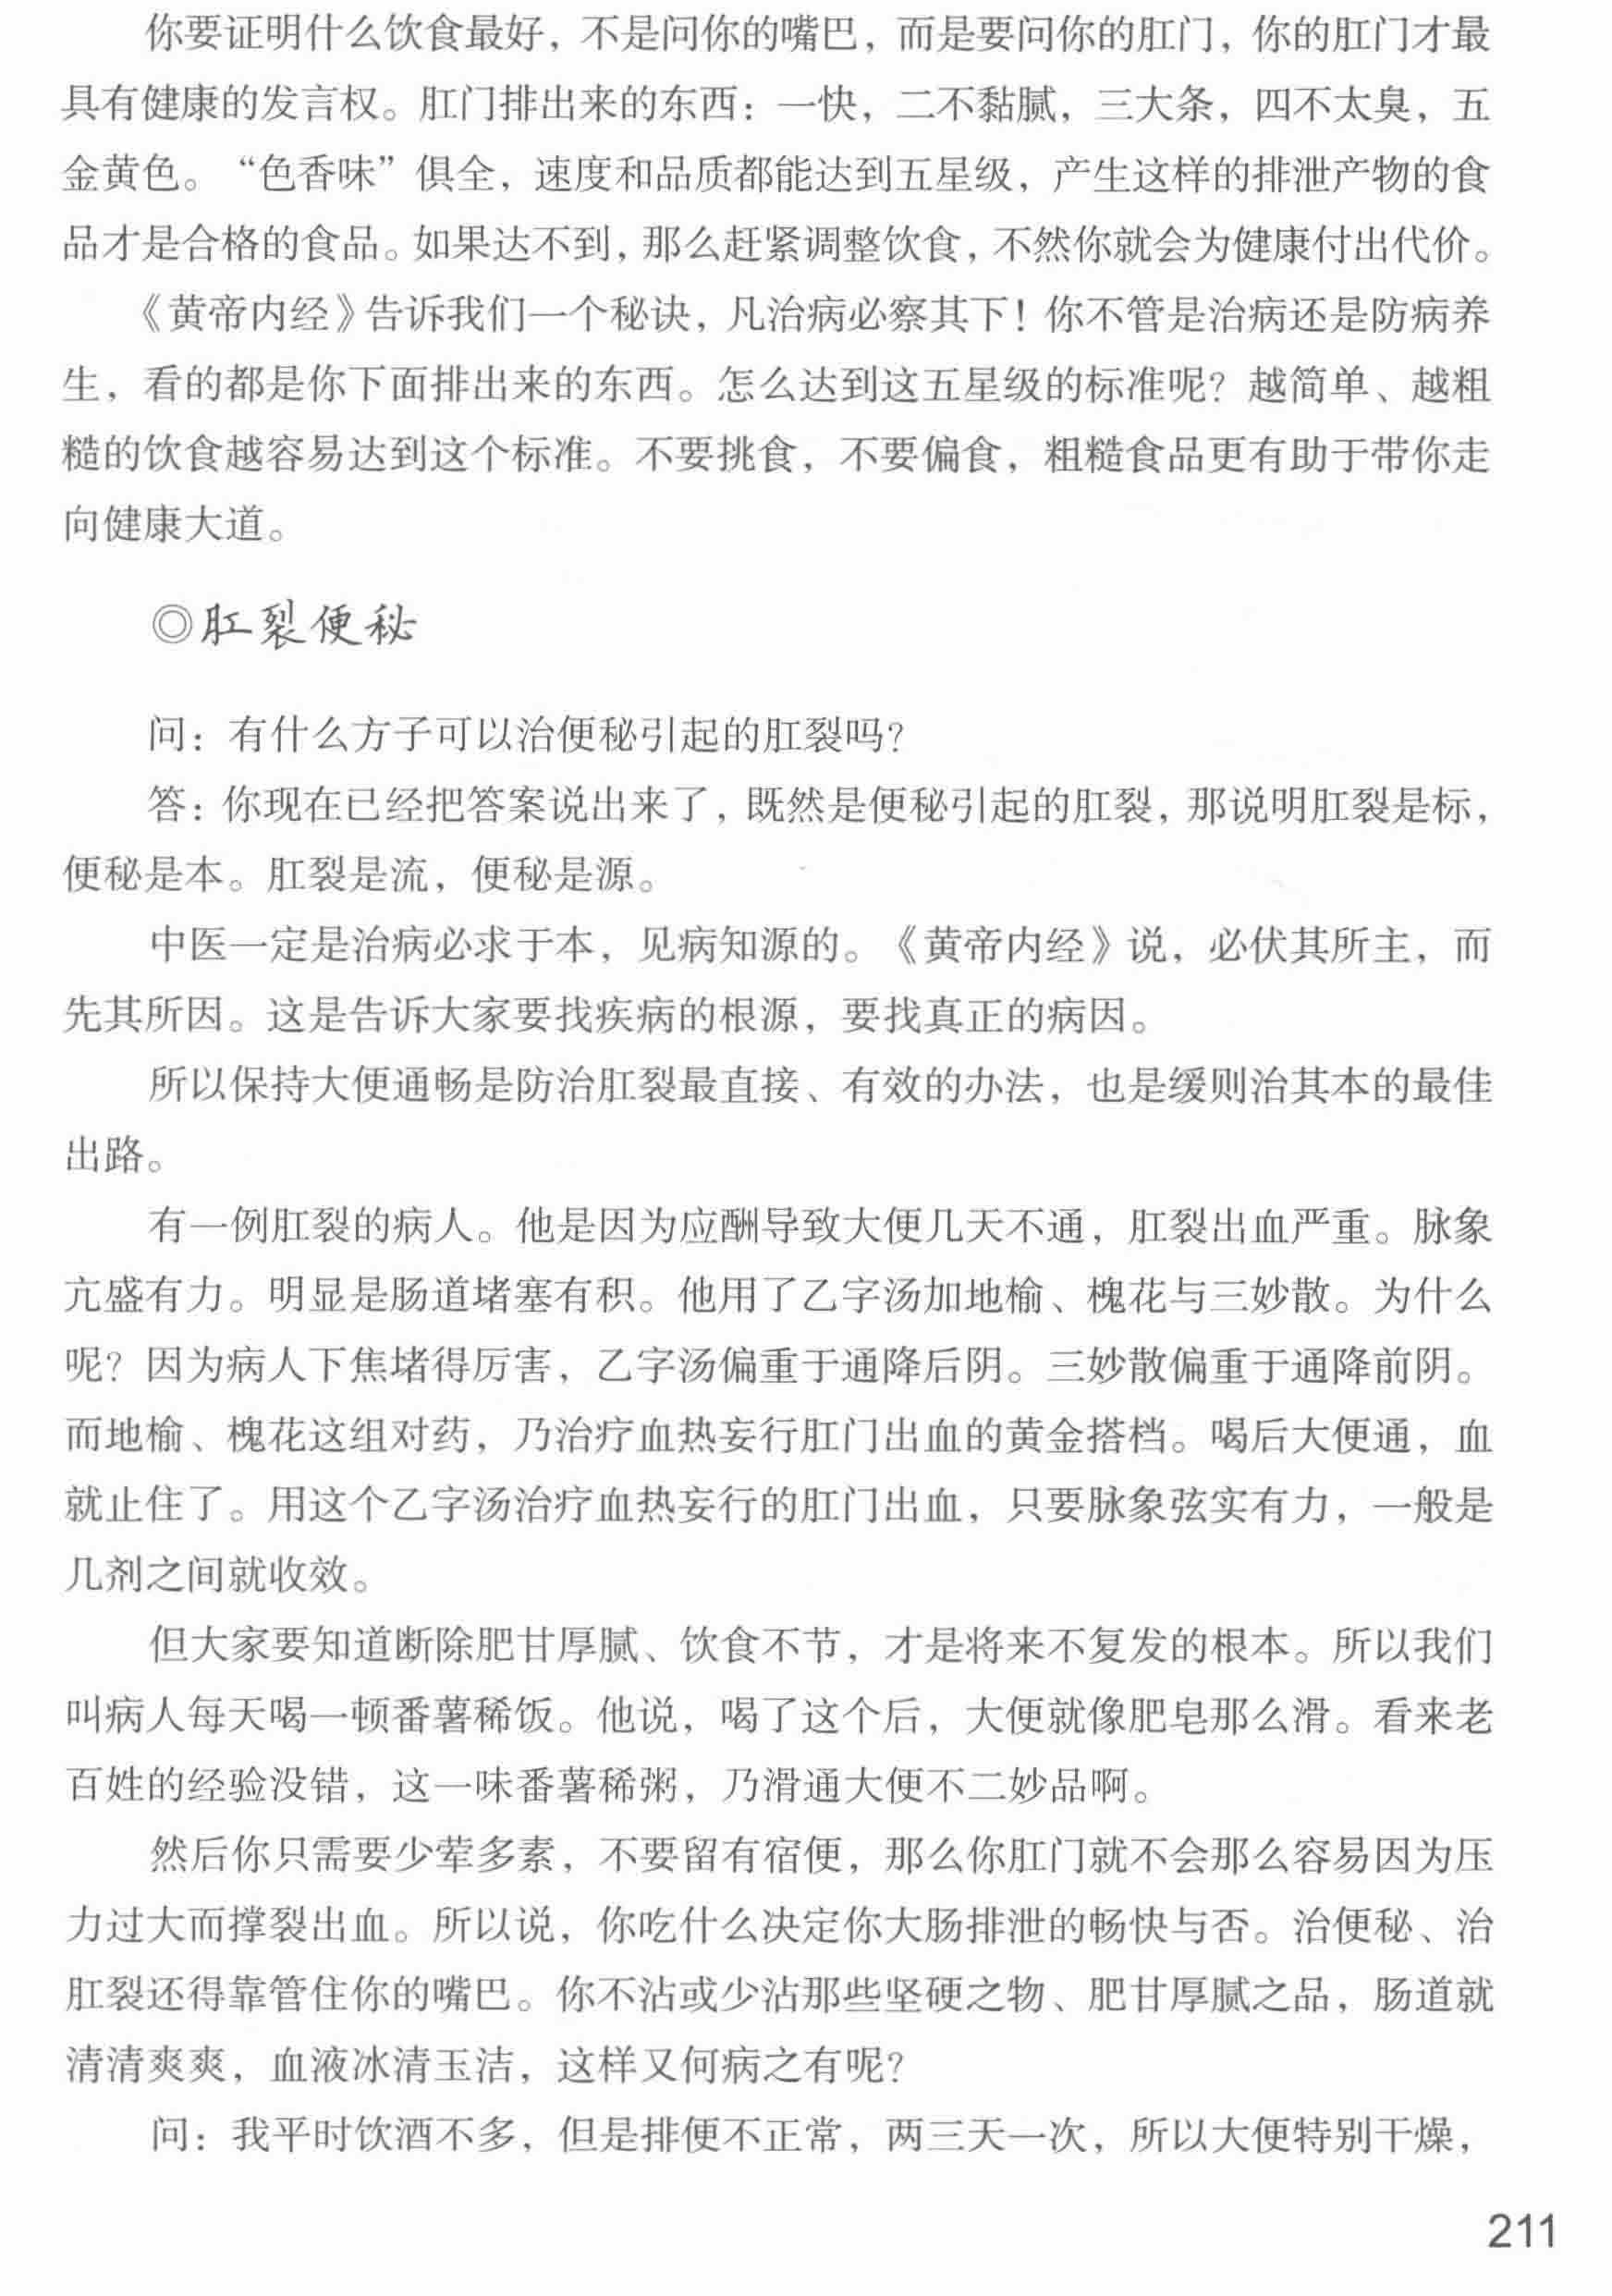 你要证明什么饮食最好，不是问你的嘴巴，而是要问你的肛门，你的肛门才最
具有健康的发言权。肛门排出来的东西：一快，二不黏腻，三大条，四不太臭，五
金黄色。“色香味”俱全，速度和品质都能达到五星级，产生这样的排泄产物的食
品才是合格的食品。如果达不到，那么赶紧调整饮食，不然你就会为健康付出代价。
《黄帝内经》告诉我们一个秘诀，凡治病必察其下！你不管是治病还是防病养
生，看的都是你下面排出来的东西。怎么达到这五星级的标准呢？越简单、越粗
糙的饮食越容易达到这个标准。不要挑食，不要偏食，粗糙食品更有助于带你走
向健康大道。
◎肛裂便秘
问：有什么方子可以治便秘引起的肛裂吗？
答：你现在已经把答案说出来了，既然是便秘引起的肛裂，那说明肛裂是标，
便秘是本。肛裂是流，便秘是源。
中医一定是治病必求于本，见病知源的。《黄帝内经》说，必伏其所主，而
先其所因。这是告诉大家要找疾病的根源，要找真正的病因。
所以保持大便通畅是防治肛裂最直接、有效的办法，也是缓则治其本的最佳
出路。
有一例肛裂的病人。他是因为应酬导致大便几天不通，肛裂出血严重。脉象
亢盛有力。明显是肠道堵塞有积。他用了乙字汤加地榆、槐花与三妙散。为什么
呢？因为病人下焦堵得厉害，乙字汤偏重于通降后阴。三妙散偏重于通降前阴。
而地榆、槐花这组对药，乃治疗血热妄行肛门出血的黄金搭档。喝后大便通，血
就止住了。用这个乙字汤治疗血热妄行的肛门出血，只要脉象弦实有力，一般是
几剂之间就收效。
但大家要知道断除肥甘厚腻、饮食不节，才是将来不复发的根本。所以我们
叫病人每天喝一顿番薯稀饭。他说，喝了这个后，大便就像肥皂那么滑。看来老
百姓的经验没错，这一味番薯稀粥，乃滑通大便不二妙品啊。
然后你只需要少荤多素，不要留有宿便，那么你肛门就不会那么容易因为压
力过大而撑裂出血。所以说，你吃什么决定你大肠排泄的畅快与否。治便秘、治
肛裂还得靠管住你的嘴巴。你不沾或少沾那些坚硬之物、肥甘厚腻之品，肠道就
清清爽爽，血液冰清玉洁，这样又何病之有呢？
问：我平时饮酒不多，但是排便不正常，两三天一次，所以大便特别干燥，
211